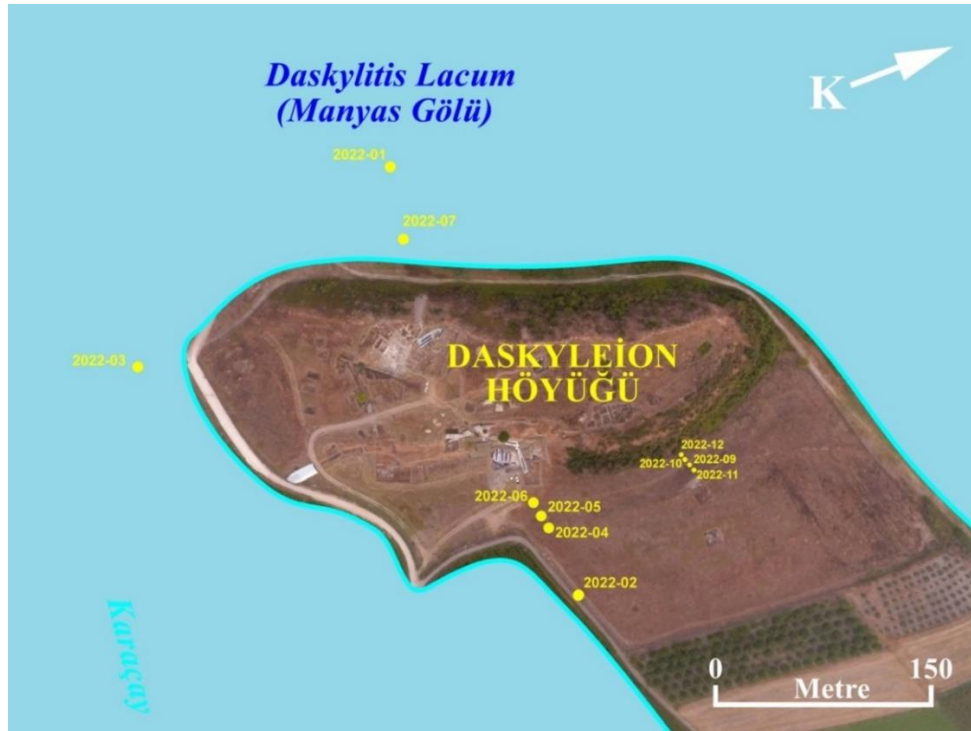 Daskylitis Lacum
(Manyas Gölü)
K
2022-01
2022-07
2022-03
DASKYLEİON
HÖYÜĞÜ
2022-12
2022-10
2022-09
2022-11
2022-06
2022-05
2022-04
2022-02
Karaçay
0 150
Metre